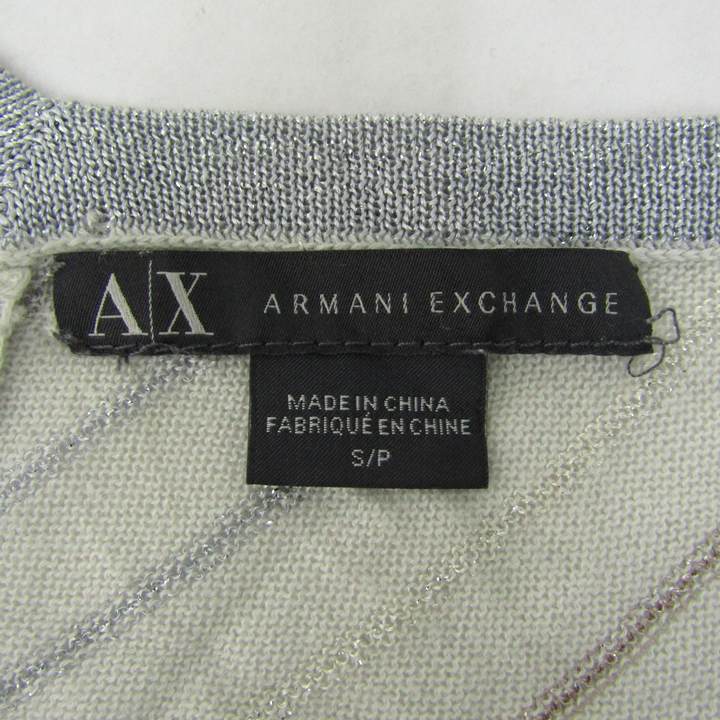 A|X ARMANI EXCHANGE
MADE IN CHINA
FABRIQUÉ EN CHINE
S/P